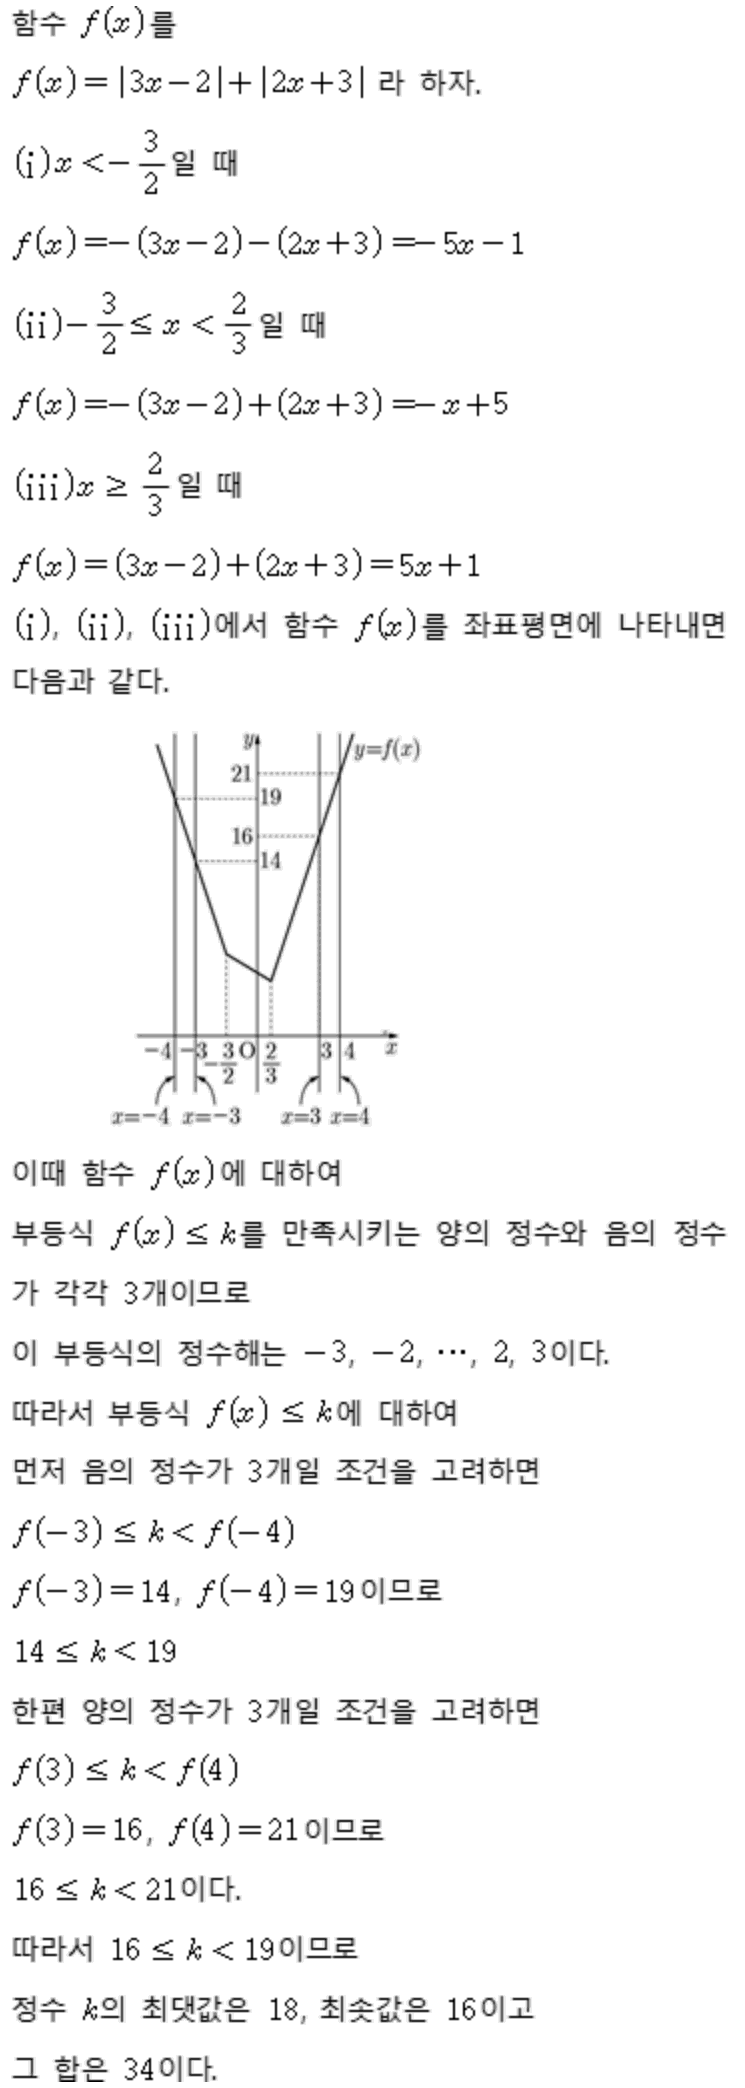 함수 f(x)를
f(x)=|3x-2|+|2x+3| 라 하자.
(i)x<-3/2일 때
f(x)=-(3x-2)-(2x+3)=-5x-1
(ii)-3/2≤x<2/3일 때
f(x)=-(3x-2)+(2x+3)=-x+5
(iii)x≥2/3일 때
f(x)=(3x-2)+(2x+3)=5x+1
(i), (ii), (iii)에서 함수 f(x)를 좌표평면에 나타내면
다음과 같다.
y
y=f(x)
21
19
16
14
-4 -3 -3/2 O 2/3 3 4 x
x=-4 x=-3 x=3 x=4
이때 함수 f(x)에 대하여
부등식 f(x)≤k를 만족시키는 양의 정수와 음의 정수
가 각각 3개이므로
이 부등식의 정수해는 -3, -2, ⋯, 2, 3이다.
따라서 부등식 f(x)≤k에 대하여
먼저 음의 정수가 3개일 조건을 고려하면
f(-3)≤k<f(-4)
f(-3)=14, f(-4)=19이므로
14≤k<19
한편 양의 정수가 3개일 조건을 고려하면
f(3)≤k<f(4)
f(3)=16, f(4)=21이므로
16≤k<21이다.
따라서 16≤k<19이므로
정수 k의 최댓값은 18, 최솟값은 16이고
그 합은 34이다.